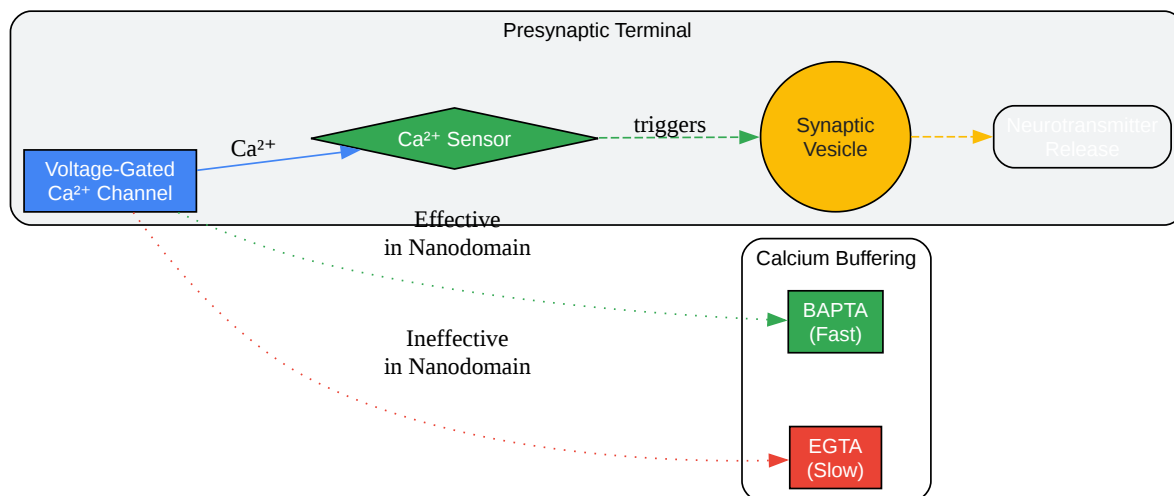 Presynaptic Terminal
Voltage-Gated
Ca²⁺ Channel
Ca²⁺
Ca²⁺ Sensor
triggers
Synaptic
Vesicle
Neurotransmitter
Release
Effective
in Nanodomain
Ineffective
in Nanodomain
Calcium Buffering
BAPTA
(Fast)
EGTA
(Slow)